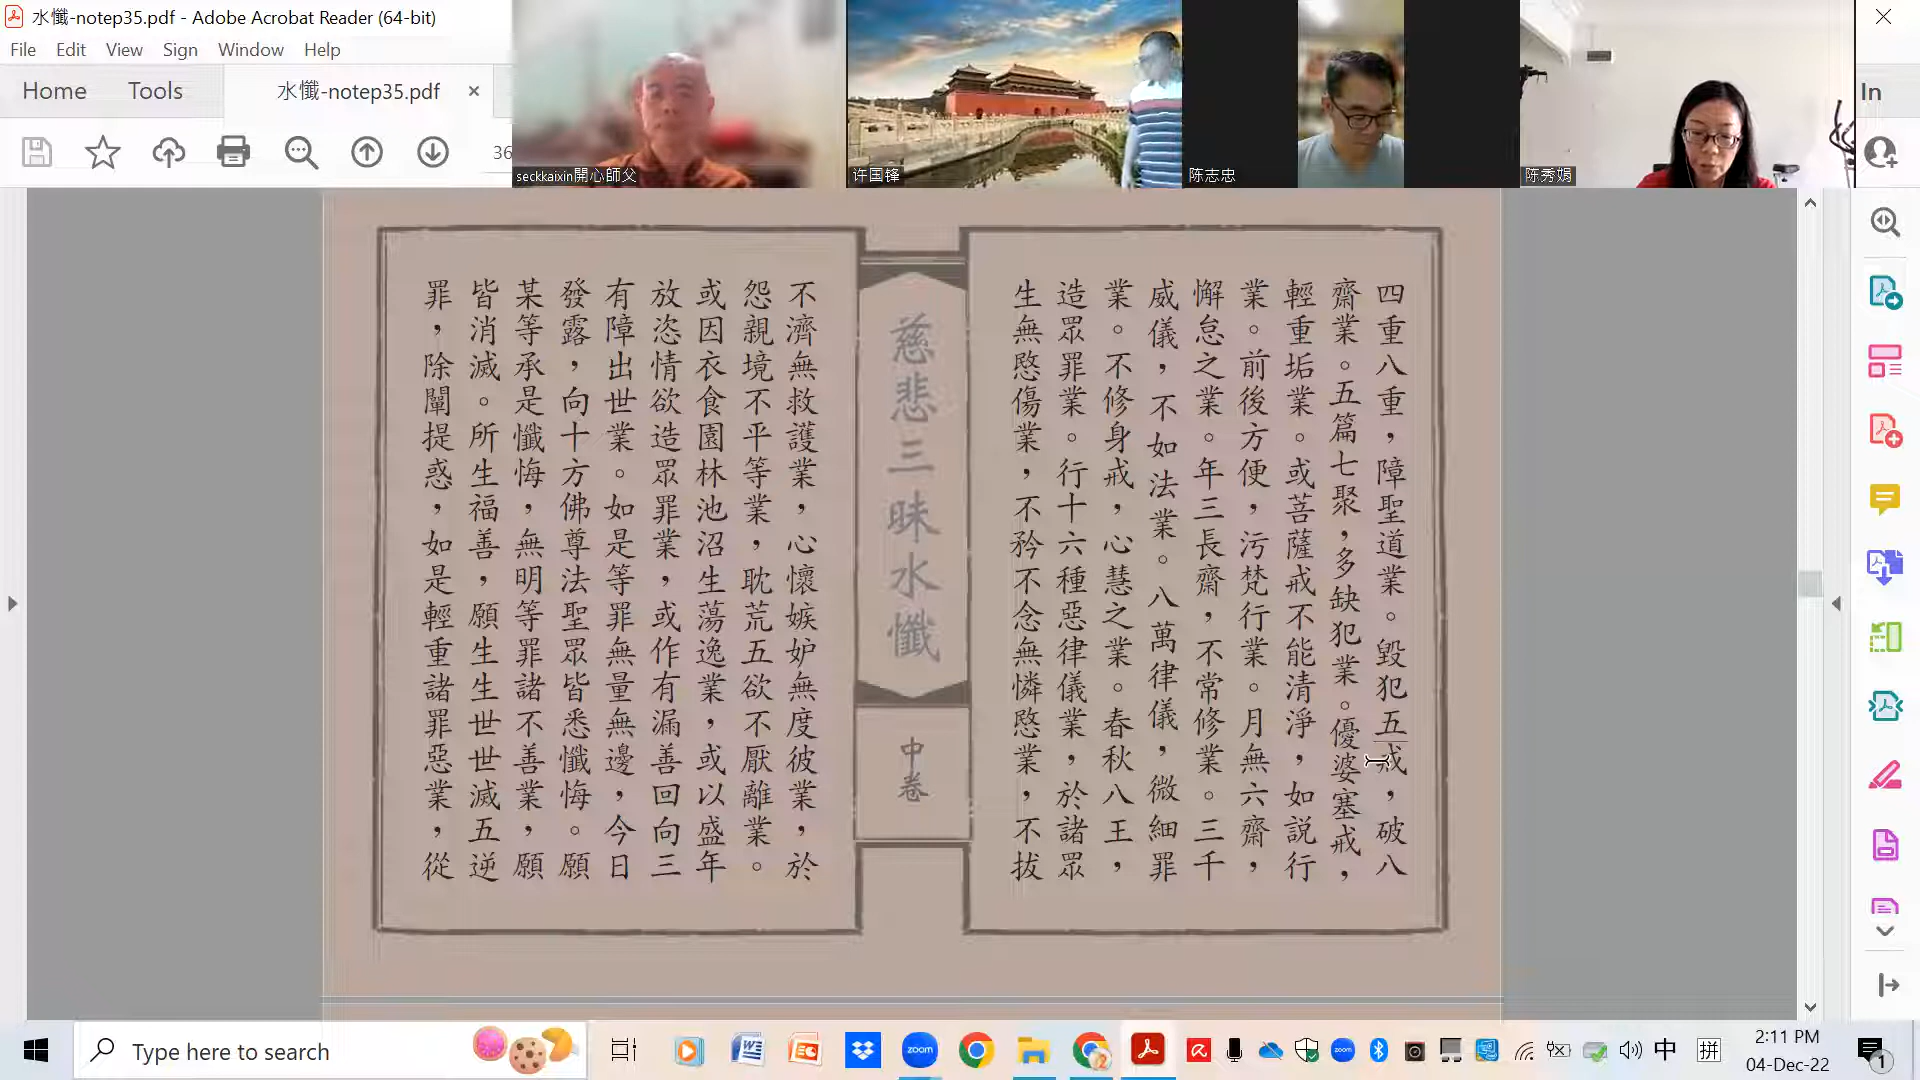 水懺-notep35.pdf - Adobe Acrobat Reader (64-bit)
File Edit View Sign Window Help
Home Tools 水懺-notep35.pdf
36
In
seckkaixin開心師父
许国锋
陈志忠
陈秀娟
四重八重，障聖道業。毀犯五戒，破八
齋業。五篇七聚，多缺犯業。優婆塞戒，
輕重垢業。或菩薩戒不能清淨，如說行
業。前後方便，污梵行業。月無六齋，
懈怠之業。年三長齋，不常修業。三千
威儀，不如法業。八萬律儀，微細罪
業。不修身戒，心慧之業。春秋八王，
造眾罪業。行十六種惡律儀業，於諸眾
生無愍傷業，不矜不念無憐愍業，不拔
慈悲三昧水懺
中卷
不濟無救護業，心懷嫉妒無度彼業，於
怨親境不平等業，耽荒五欲不厭離業。
或因衣食園林池沼生蕩逸業，或以盛年
放恣情欲造眾罪業，或作有漏善回向三
有障出世業。如是等罪無量無邊，今日
發露，向十方佛尊法聖眾皆悉懺悔。願
某等承是懺悔，無明等罪諸不善業，願
皆消滅。所生福善，願生生世世滅五逆
罪，除闡提惑，如是輕重諸罪惡業，從
Type here to search
zoom
zoom
中
拼
2:11 PM
04-Dec-22
1